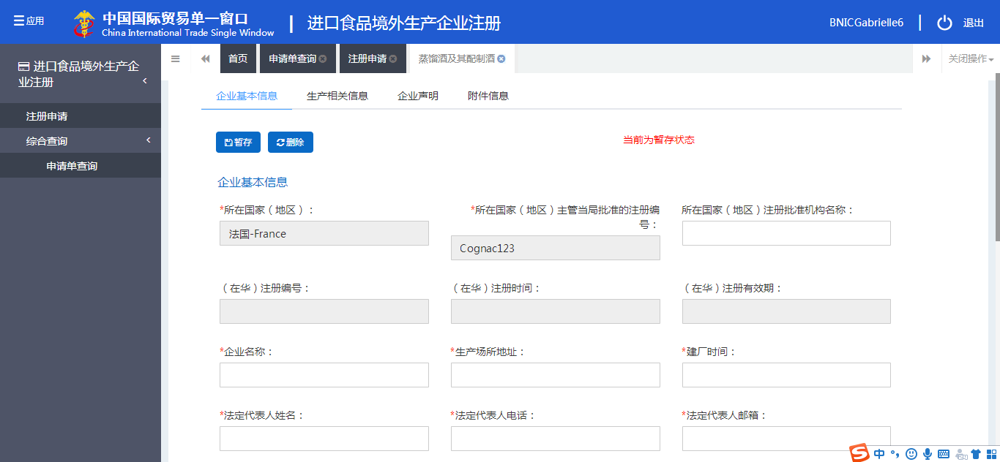 应用
中国国际贸易单一窗口
China International Trade Single Window
进口食品境外生产企业注册
BNICGabrielle6
退出
进口食品境外生产企业注册
首页
申请单查询
注册申请
蒸馏酒及其配制酒
关闭操作
注册申请
综合查询
申请单查询
企业基本信息
生产相关信息
企业声明
附件信息
暂存
删除
当前为暂存状态
企业基本信息
*所在国家（地区）：
*所在国家（地区）主管当局批准的注册编
号：
所在国家（地区）注册批准机构名称：
法国-France
Cognac123
（在华）注册编号：
（在华）注册时间：
（在华）注册有效期：
*企业名称：
*生产场所地址：
*建厂时间：
*法定代表人姓名：
*法定代表人电话：
*法定代表人邮箱：
S中